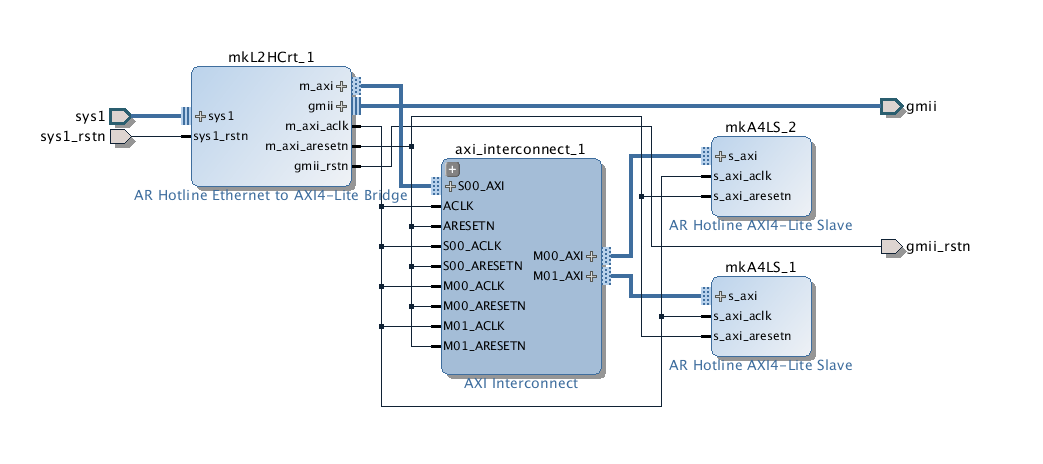 mkL2HCrt_1
sys1
sys1_rstn
sys1
sys1_rstn
m_axi
gmii
m_axi_aclk
m_axi_aresetn
gmii_rstn
AR Hotline Ethernet to AXI4-Lite Bridge
axi_interconnect_1
S00_AXI
ACLK
ARESETN
S00_ACLK
S00_ARESETN
M00_ACLK
M00_ARESETN
M01_ACLK
M01_ARESETN
M00_AXI
M01_AXI
AXI Interconnect
gmii
mkA4LS_2
s_axi
s_axi_aclk
s_axi_aresetn
AR Hotline AXI4-Lite Slave
gmii_rstn
mkA4LS_1
s_axi
s_axi_aclk
s_axi_aresetn
AR Hotline AXI4-Lite Slave